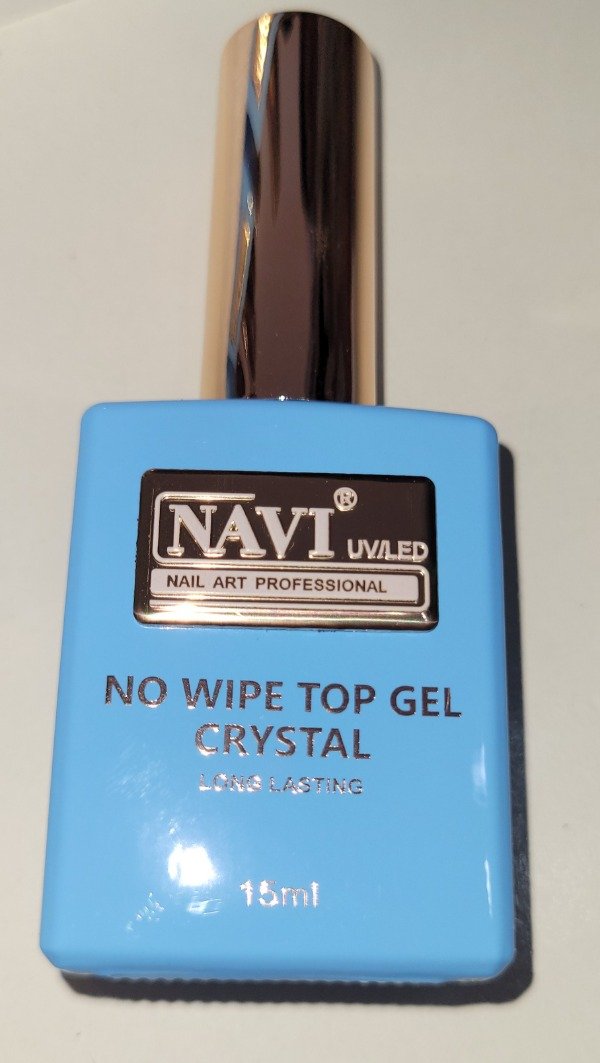 NAVI® UV/LED
NAIL ART PROFESSIONAL
NO WIPE TOP GEL
CRYSTAL
LONG LASTING
15ml